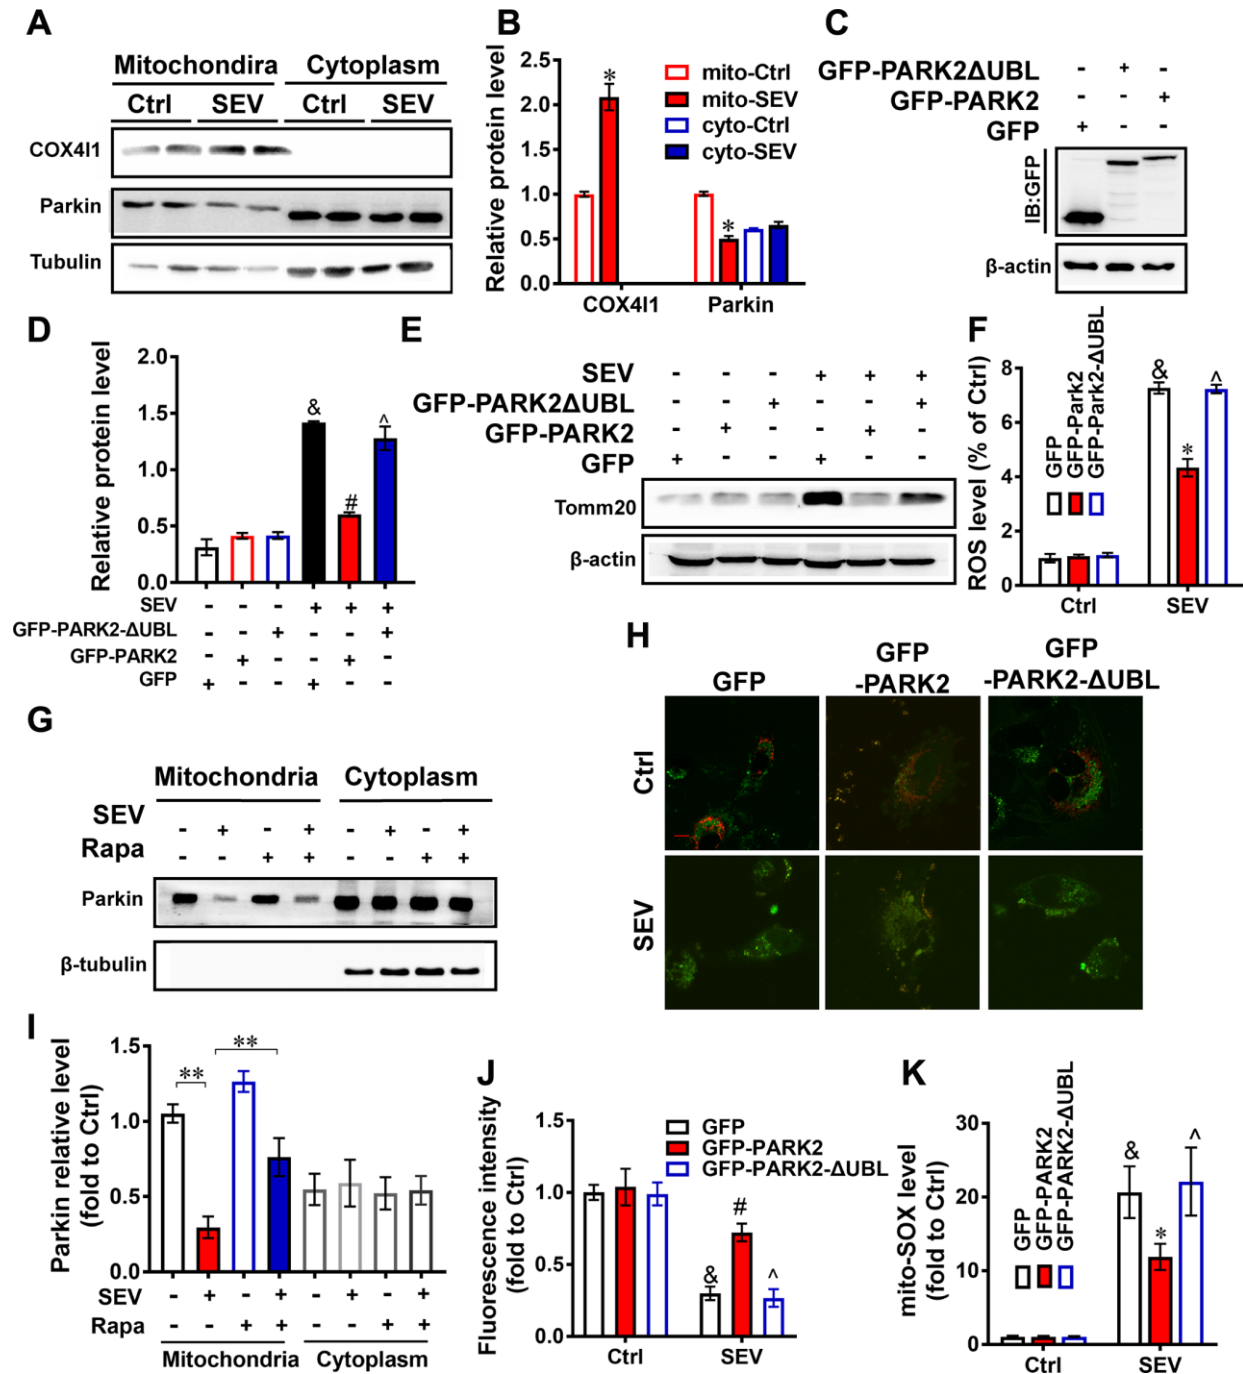 A
Mitochondira Cytoplasm
Ctrl SEV Ctrl SEV
COX4I1
Parkin
Tubulin
B
Relative protein level
2.5
2.0
1.5
1.0
0.5
0.0
*
*
mito-Ctrl
mito-SEV
cyto-Ctrl
cyto-SEV
COX4I1 Parkin
C
GFP-PARK2ΔUBL - + -
GFP-PARK2 - - +
GFP + - -
IB:GFP
β-actin
D
Relative protein level
2.0
1.5
1.0
0.5
0.0
& # ^
- - - + + + SEV
GFP-PARK2-ΔUBL - - + - - +
GFP-PARK2 - + - - + -
GFP + - - + - -
E
SEV - - - + + +
GFP-PARK2ΔUBL - - + - - +
GFP-PARK2 - + - - + -
GFP + - - + - -
Tomm20
β-actin
F
ROS level (% of Ctrl)
8
6
4
2
0
GFP
GFP-Park2
GFP-Park2-ΔUBL
& * ^
Ctrl SEV
G
Mitochondria Cytoplasm
SEV - + - + - + - +
Rapa - - + + - - + +
Parkin
β-tubulin
H
GFP
GFP
-PARK2
GFP
-PARK2-ΔUBL
Ctrl
SEV
I
Parkin relative level
(fold to Ctrl)
1.5
1.0
0.5
0.0
** **
SEV - + - + - + - +
Rapa - - + + - - + +
Mitochondria Cytoplasm
J
Fluorescence intensity
(fold to Ctrl)
1.5
1.0
0.5
0.0
GFP
GFP-PARK2
GFP-PARK2-ΔUBL
& # ^
Ctrl SEV
K
mito-SOX level
(fold to Ctrl)
30
20
10
0
GFP
GFP-PARK2
GFP-PARK2-ΔUBL
& * ^
Ctrl SEV